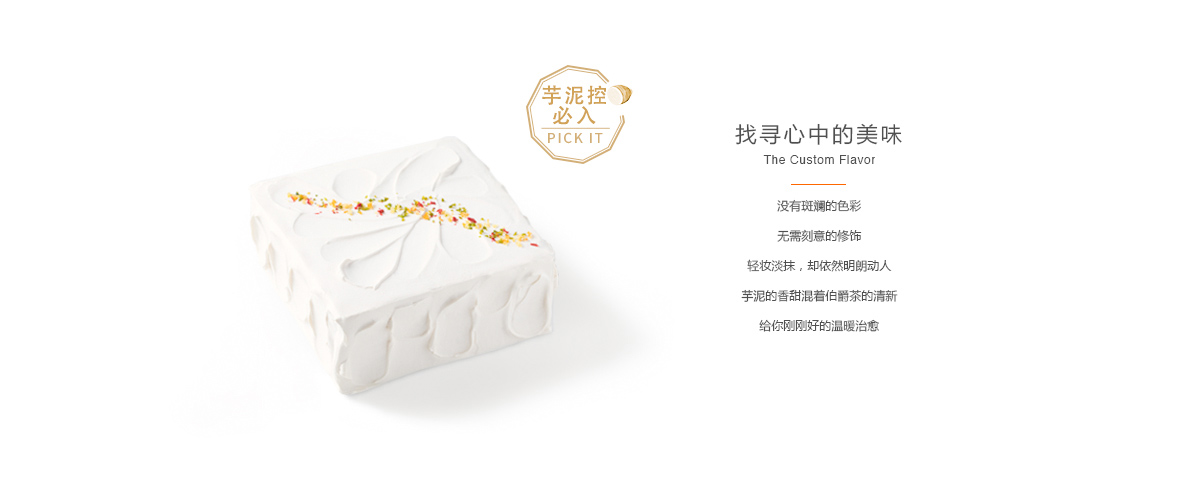 芋泥控
必入
PICK IT
找寻心中的美味
The Custom Flavor
没有斑斓的色彩
无需刻意的修饰
轻妆淡抹，却依然明朗动人
芋泥的香甜混着伯爵茶的清新
给你刚刚好的温暖治愈